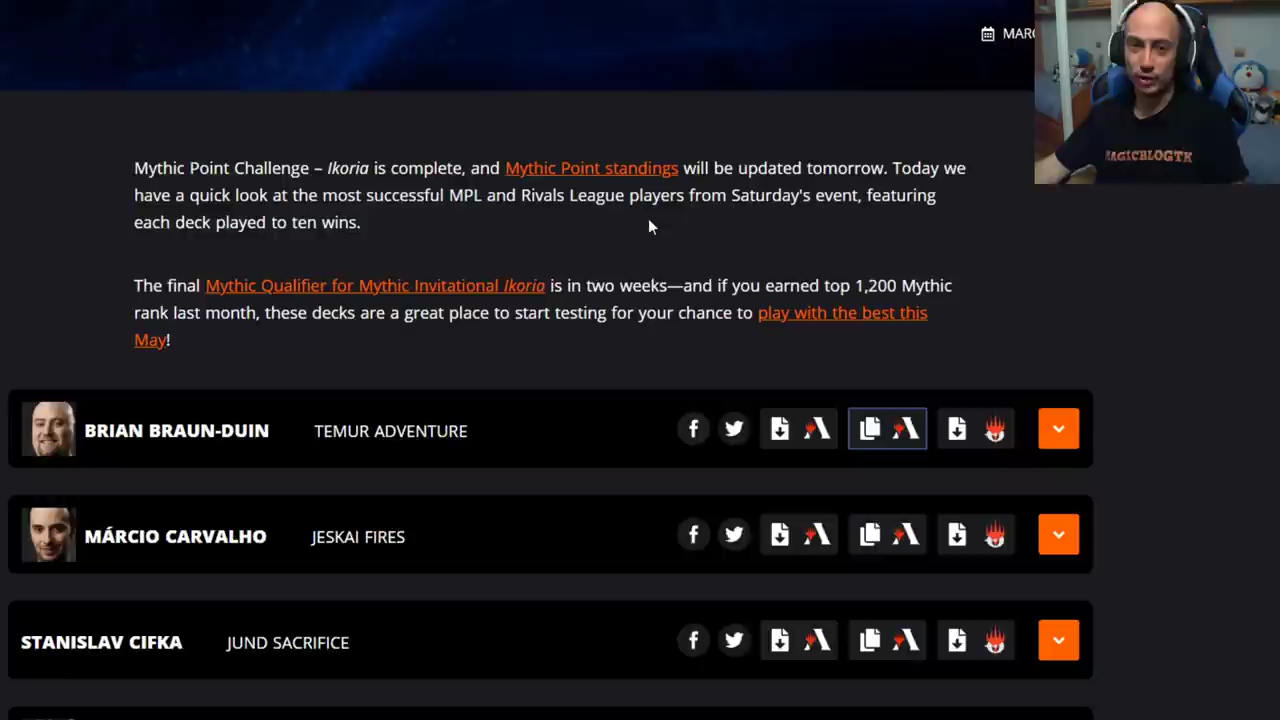 MARC
Mythic Point Challenge – Ikoria is complete, and Mythic Point standings will be updated tomorrow. Today we
have a quick look at the most successful MPL and Rivals League players from Saturday's event, featuring
each deck played to ten wins.
The final Mythic Qualifier for Mythic Invitational Ikoria is in two weeks—and if you earned top 1,200 Mythic
rank last month, these decks are a great place to start testing for your chance to play with the best this
May!
BRIAN BRAUN-DUIN TEMUR ADVENTURE
MÁRCIO CARVALHO JESKAI FIRES
STANISLAV CIFKA JUND SACRIFICE
MAGICBLOGTK